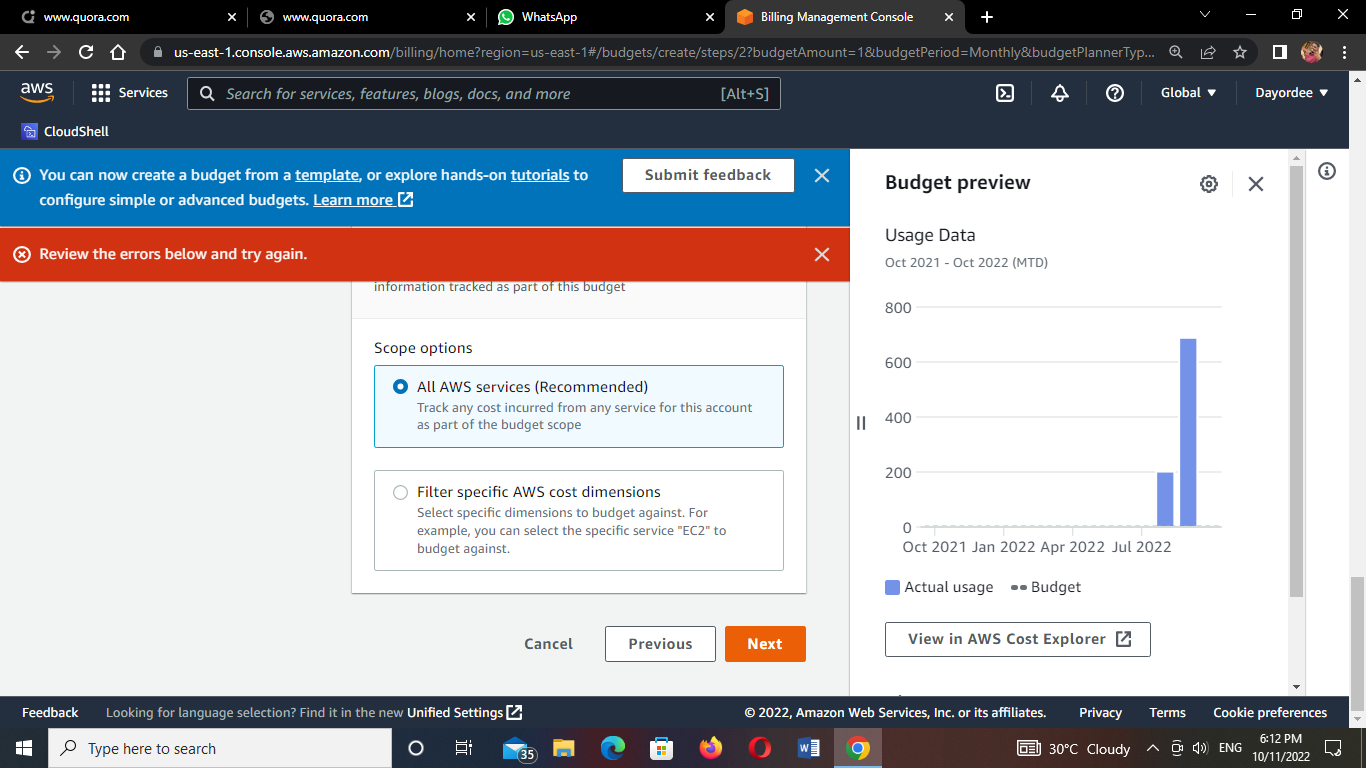 www.quora.com
www.quora.com
WhatsApp
Billing Management Console
us-east-1.console.aws.amazon.com/billing/home?region=us-east-1#/budgets/create/steps/2?budgetAmount=1&budgetPeriod=Monthly&budgetPlannerTyp...
aws
Services
Search for services, features, blogs, docs, and more
[Alt+S]
Global
Dayordee
CloudShell
You can now create a budget from a template, or explore hands-on tutorials to
configure simple or advanced budgets. Learn more
Submit feedback
Review the errors below and try again.
information tracked as part of this budget
Scope options
All AWS services (Recommended)
Track any cost incurred from any service for this account
as part of the budget scope
Filter specific AWS cost dimensions
Select specific dimensions to budget against. For
example, you can select the specific service "EC2" to
budget against.
Cancel
Previous
Next
Budget preview
Usage Data
Oct 2021 - Oct 2022 (MTD)
800
600
400
200
0
Oct 2021 Jan 2022 Apr 2022 Jul 2022
Actual usage
Budget
View in AWS Cost Explorer
Feedback
Looking for language selection? Find it in the new Unified Settings
© 2022, Amazon Web Services, Inc. or its affiliates.
Privacy
Terms
Cookie preferences
Type here to search
35
30°C Cloudy
ENG
6:12 PM
10/11/2022